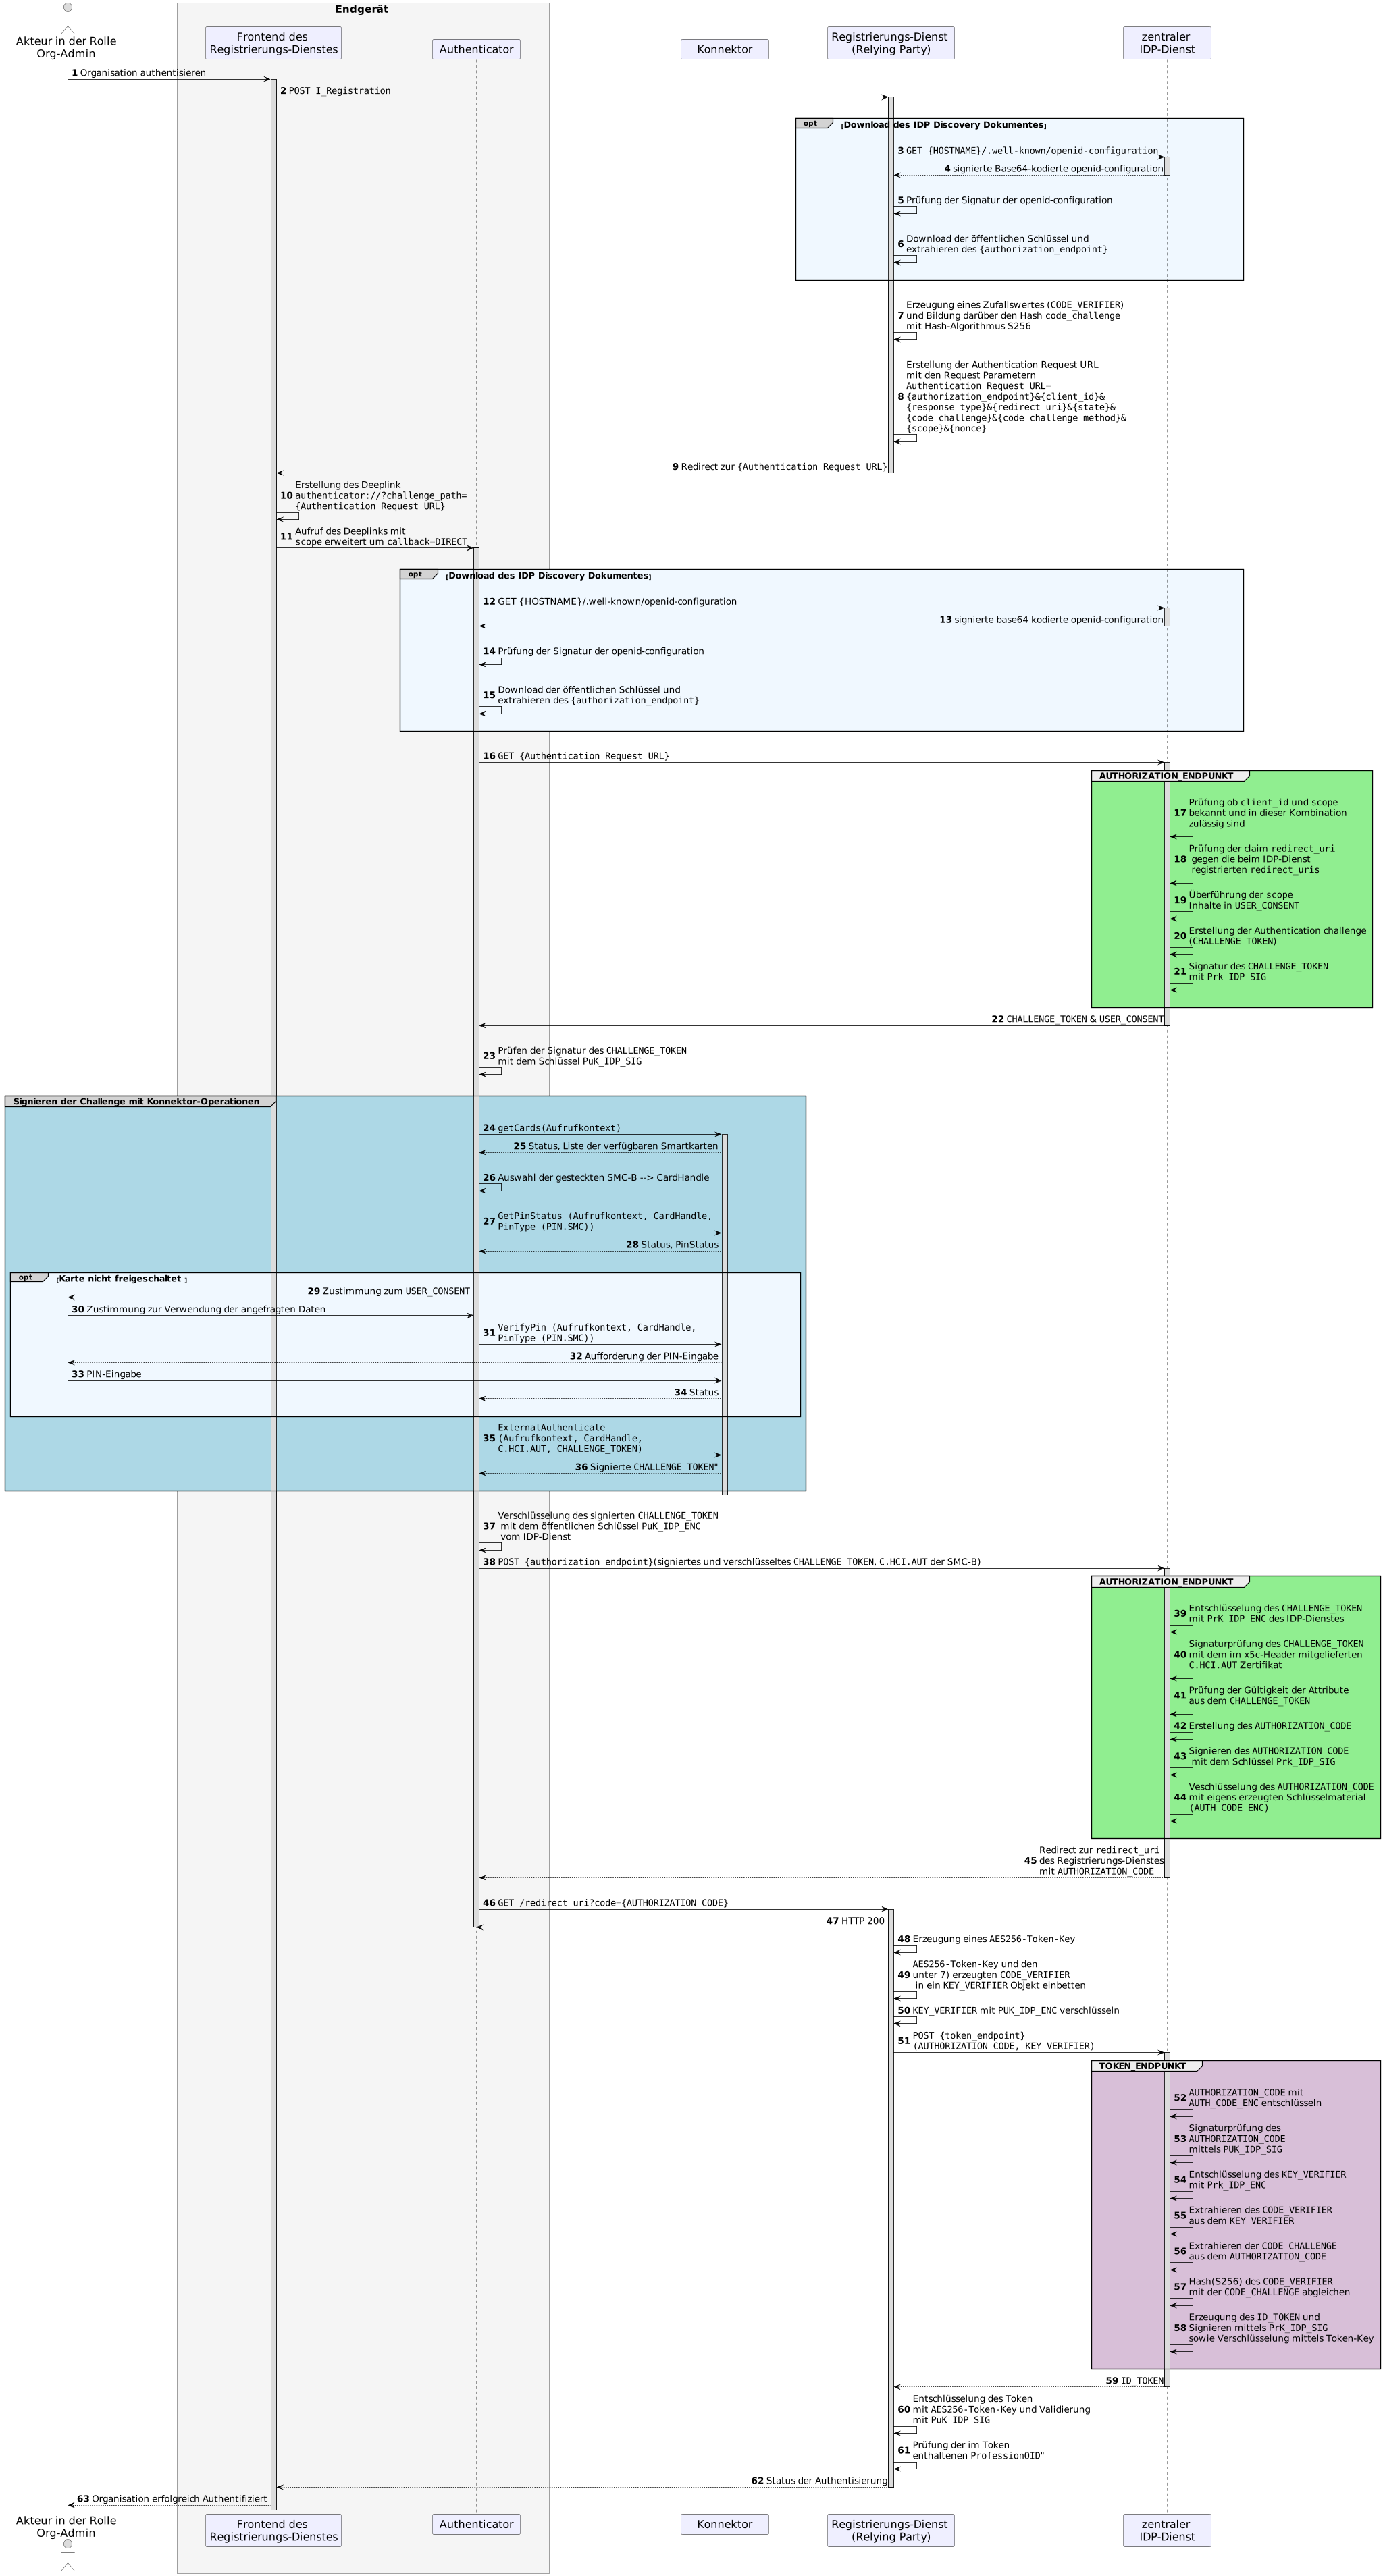 Endgerät
Akteur in der Rolle
Org-Admin
Frontend des
Registrierungs-Dienstes
Authenticator
Konnektor
Registrierungs-Dienst
(Relying Party)
zentraler
IDP-Dienst
1 Organisation authentisieren
2 POST I_Registration
opt [Download des IDP Discovery Dokumentes]
3 GET {HOSTNAME}/.well-known/openid-configuration
4 signierte Base64-kodierte openid-configuration
5 Prüfung der Signatur der openid-configuration
6 Download der öffentlichen Schlüssel und
extrahieren des {authorization_endpoint}
Erzeugung eines Zufallswertes (CODE_VERIFIER)
7 und Bildung darüber den Hash code_challenge
mit Hash-Algorithmus S256
Erstellung der Authentication Request URL
mit den Request Parametern
Authentication Request URL=
8 {authorization_endpoint}&{client_id}&
{response_type}&{redirect_uri}&{state}&
{code_challenge}&{code_challenge_method}&
{scope}&{nonce}
9 Redirect zur {Authentication Request URL}
Erstellung des Deeplink
10 authenticator://?challenge_path=
{Authentication Request URL}
11 Aufruf des Deeplinks mit
scope erweitert um callback=DIRECT
opt [Download des IDP Discovery Dokumentes]
12 GET {HOSTNAME}/.well-known/openid-configuration
13 signierte base64 kodierte openid-configuration
14 Prüfung der Signatur der openid-configuration
15 Download der öffentlichen Schlüssel und
extrahieren des {authorization_endpoint}
16 GET {Authentication Request URL}
AUTHORIZATION_ENDPUNKT
Prüfung ob client_id und scope
17 bekannt und in dieser Kombination
zulässig sind
Prüfung der claim redirect_uri
18 gegen die beim IDP-Dienst
registrierten redirect_uris
19 Überführung der scope
Inhalte in USER_CONSENT
20 Erstellung der Authentication challenge
(CHALLENGE_TOKEN)
21 Signatur des CHALLENGE_TOKEN
mit Prk_IDP_SIG
22 CHALLENGE_TOKEN & USER_CONSENT
23 Prüfen der Signatur des CHALLENGE_TOKEN
mit dem Schlüssel PuK_IDP_SIG
Signieren der Challenge mit Konnektor-Operationen
24 getCards(Aufrufkontext)
25 Status, Liste der verfügbaren Smartkarten
26 Auswahl der gesteckten SMC-B --> CardHandle
27 GetPinStatus (Aufrufkontext, CardHandle,
PinType (PIN.SMC))
28 Status, PinStatus
opt [Karte nicht freigeschaltet ]
29 Zustimmung zum USER_CONSENT
30 Zustimmung zur Verwendung der angefragten Daten
31 VerifyPin (Aufrufkontext, CardHandle,
PinType (PIN.SMC))
32 Aufforderung der PIN-Eingabe
33 PIN-Eingabe
34 Status
ExternalAuthenticate
35 (Aufrufkontext, CardHandle,
C.HCI.AUT, CHALLENGE_TOKEN)
36 Signierte CHALLENGE_TOKEN"
Verschlüsselung des signierten CHALLENGE_TOKEN
37 mit dem öffentlichen Schlüssel PuK_IDP_ENC
vom IDP-Dienst
38 POST {authorization_endpoint}(signiertes und verschlüsseltes CHALLENGE_TOKEN, C.HCI.AUT der SMC-B)
AUTHORIZATION_ENDPUNKT
39 Entschlüsselung des CHALLENGE_TOKEN
mit PrK_IDP_ENC des IDP-Dienstes
Signaturprüfung des CHALLENGE_TOKEN
40 mit dem im x5c-Header mitgelieferten
C.HCI.AUT Zertifikat
41 Prüfung der Gültigkeit der Attribute
aus dem CHALLENGE_TOKEN
42 Erstellung des AUTHORIZATION_CODE
43 Signieren des AUTHORIZATION_CODE
mit dem Schlüssel Prk_IDP_SIG
Veschlüsselung des AUTHORIZATION_CODE
44 mit eigens erzeugten Schlüsselmaterial
(AUTH_CODE_ENC)
Redirect zur redirect_uri
45 des Registrierungs-Dienstes
mit AUTHORIZATION_CODE
46 GET /redirect_uri?code={AUTHORIZATION_CODE}
47 HTTP 200
48 Erzeugung eines AES256-Token-Key
AES256-Token-Key und den
49 unter 7) erzeugten CODE_VERIFIER
in ein KEY_VERIFIER Objekt einbetten
50 KEY_VERIFIER mit PUK_IDP_ENC verschlüseln
51 POST {token_endpoint}
(AUTHORIZATION_CODE, KEY_VERIFIER)
TOKEN_ENDPUNKT
52 AUTHORIZATION_CODE mit
AUTH_CODE_ENC entschlüseln
Signaturprüfung des
53 AUTHORIZATION_CODE
mittels PUK_IDP_SIG
54 Entschlüsselung des KEY_VERIFIER
mit Prk_IDP_ENC
55 Extrahieren des CODE_VERIFIER
aus dem KEY_VERIFIER
56 Extrahieren der CODE_CHALLENGE
aus dem AUTHORIZATION_CODE
57 Hash(S256) des CODE_VERIFIER
mit der CODE_CHALLENGE abgleichen
Erzeugung des ID_TOKEN und
58 Signieren mittels PrK_IDP_SIG
sowie Verschlüsselung mittels Token-Key
59 ID_TOKEN
Entschlüsselung des Token
60 mit AES256-Token-Key und Validierung
mit PuK_IDP_SIG
61 Prüfung der im Token
enthaltenen ProfessionOID"
62 Status der Authentisierung
63 Organisation erfolgreich Authentifiziert
Akteur in der Rolle
Org-Admin
Frontend des
Registrierungs-Dienstes
Authenticator
Konnektor
Registrierungs-Dienst
(Relying Party)
zentraler
IDP-Dienst